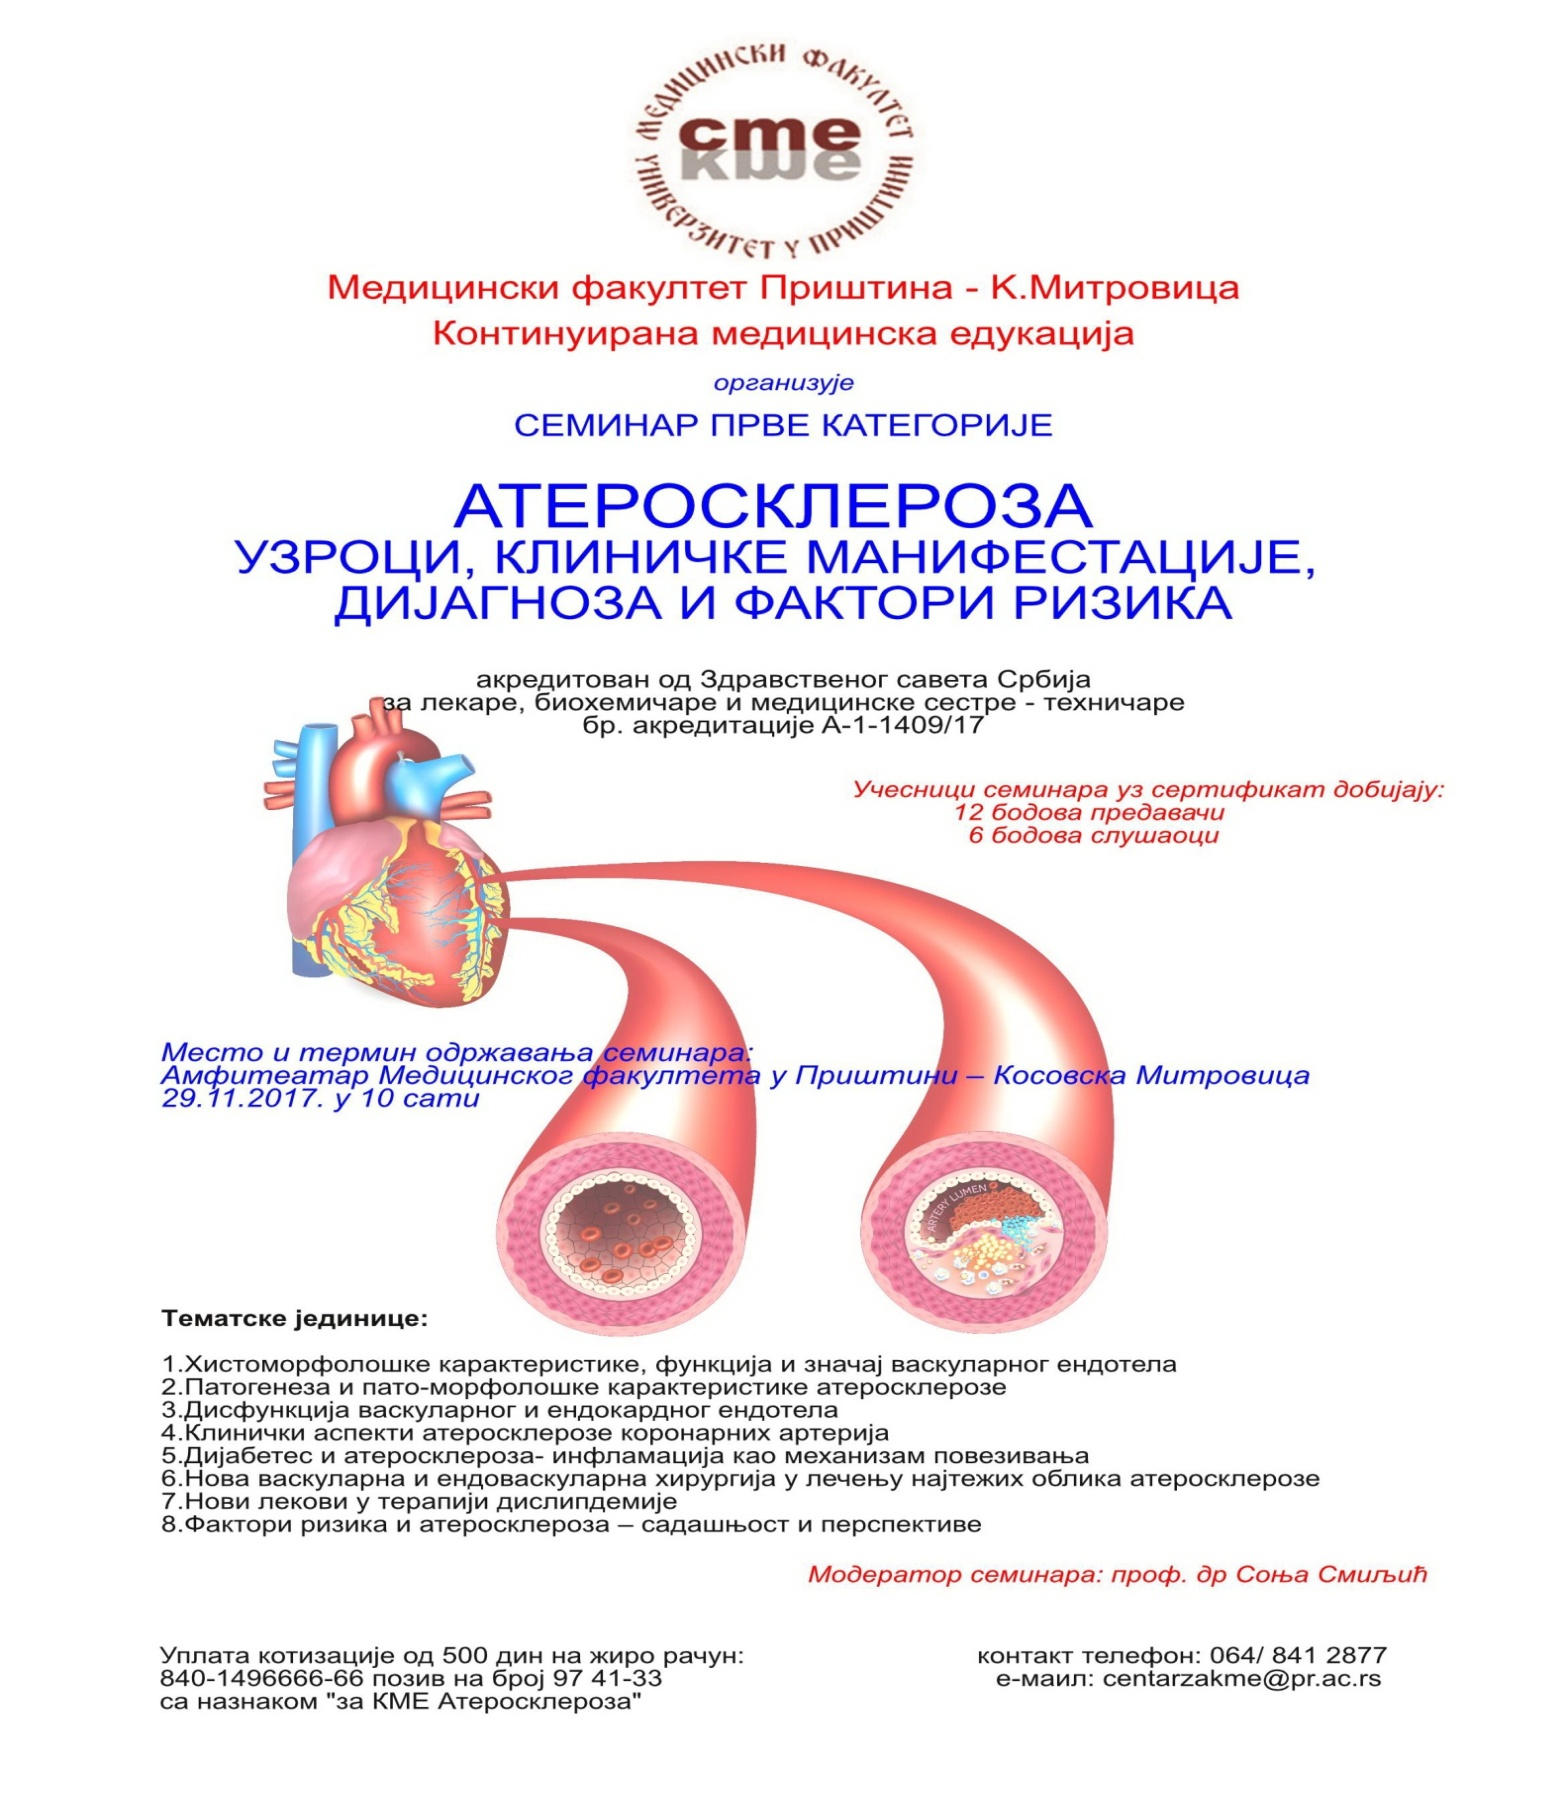 МЕДИЦИНСКИ ФАКУЛТЕТ
УНИВЕРЗИТЕТ У ПРИШТИНИ
cme
кме
Медицински факултет Приштина - К.Митровица
Континуирана медицинска едукација
организује
СЕМИНАР ПРВЕ КАТЕГОРИЈЕ
АТЕРОСКЛЕРОЗА
УЗРОЦИ, КЛИНИЧКЕ МАНИФЕСТАЦИЈЕ,
ДИЈАГНОЗА И ФАКТОРИ РИЗИКА
акредитован од Здравственог савета Србија
за лекаре, биохемичаре и медицинске сестре - техничаре
бр. акредитације А-1-1409/17
Учесници семинара уз сертификат добијају:
12 бодова предавачи
6 бодова слушаоци
Место и термин одржавања семинара:
Амфитеатар Медицинског факултета у Приштини – Косовска Митровица
29.11.2017. у 10 сати
ARTERY LUMEN
Тематске јединице:
1.Хистоморфолошке карактеристике, функција и значај васкуларног ендотела
2.Патогенеза и пато-морфолошке карактеристике атеросклерозе
3.Дисфункција васкуларног и ендокардног ендотела
4.Клинички аспекти атеросклерозе коронарних артерија
5.Дијабетес и атеросклероза- инфламација као механизам повезивања
6.Нова васкуларна и ендоваскуларна хирургија у лечењу најтежих облика атеросклерозе
7.Нови лекови у терапији дислипдемије
8.Фактори ризика и атеросклероза – садашњост и перспективе
Модератор семинара: проф. др Соња Смиљић
Уплата котизације од 500 дин на жиро рачун:
840-1496666-66 позив на број 97 41-33
са назнаком "за КМЕ Атеросклероза"
контакт телефон: 064/ 841 2877
е-маил: centarzakme@pr.ac.rs